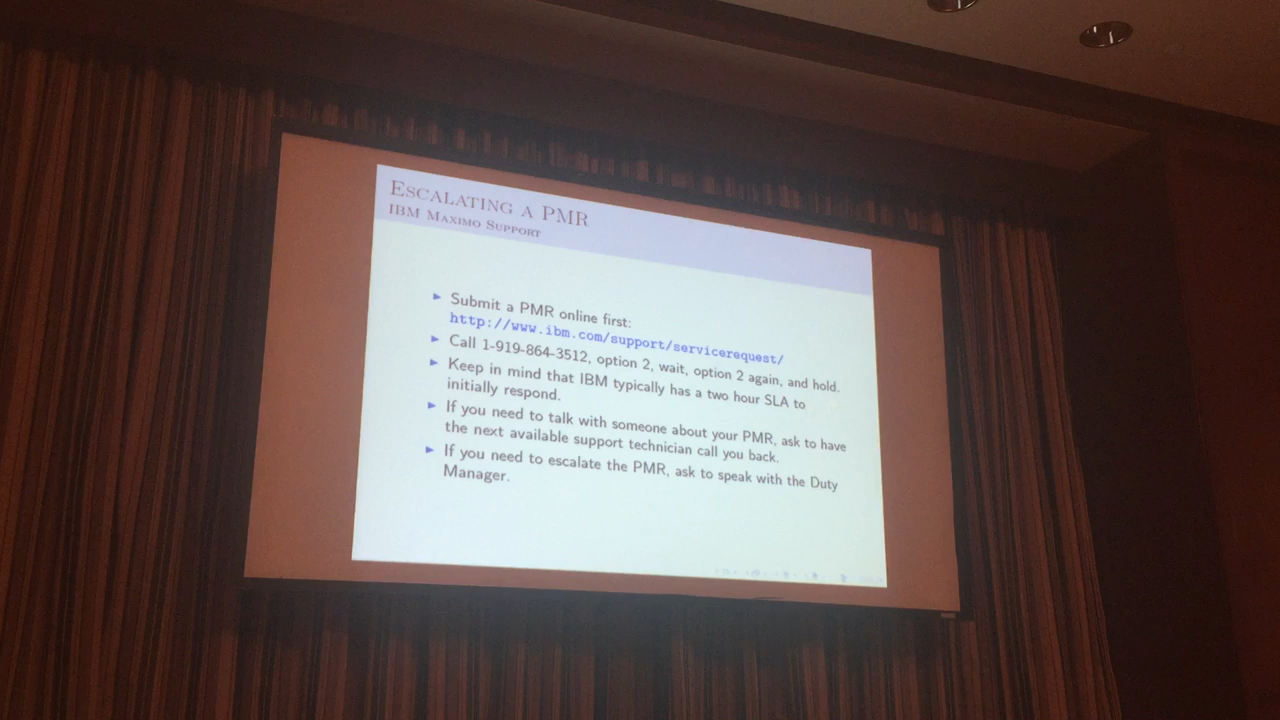 Escalating a PMR
IBM Maximo Support
Submit a PMR online first:
http://www.ibm.com/support/servicerequest/
Call 1-919-864-3512, option 2, wait, option 2 again, and hold.
Keep in mind that IBM typically has a two hour SLA to
initially respond.
If you need to talk with someone about your PMR, ask to have
the next available support technician call you back.
If you need to escalate the PMR, ask to speak with the Duty
Manager.